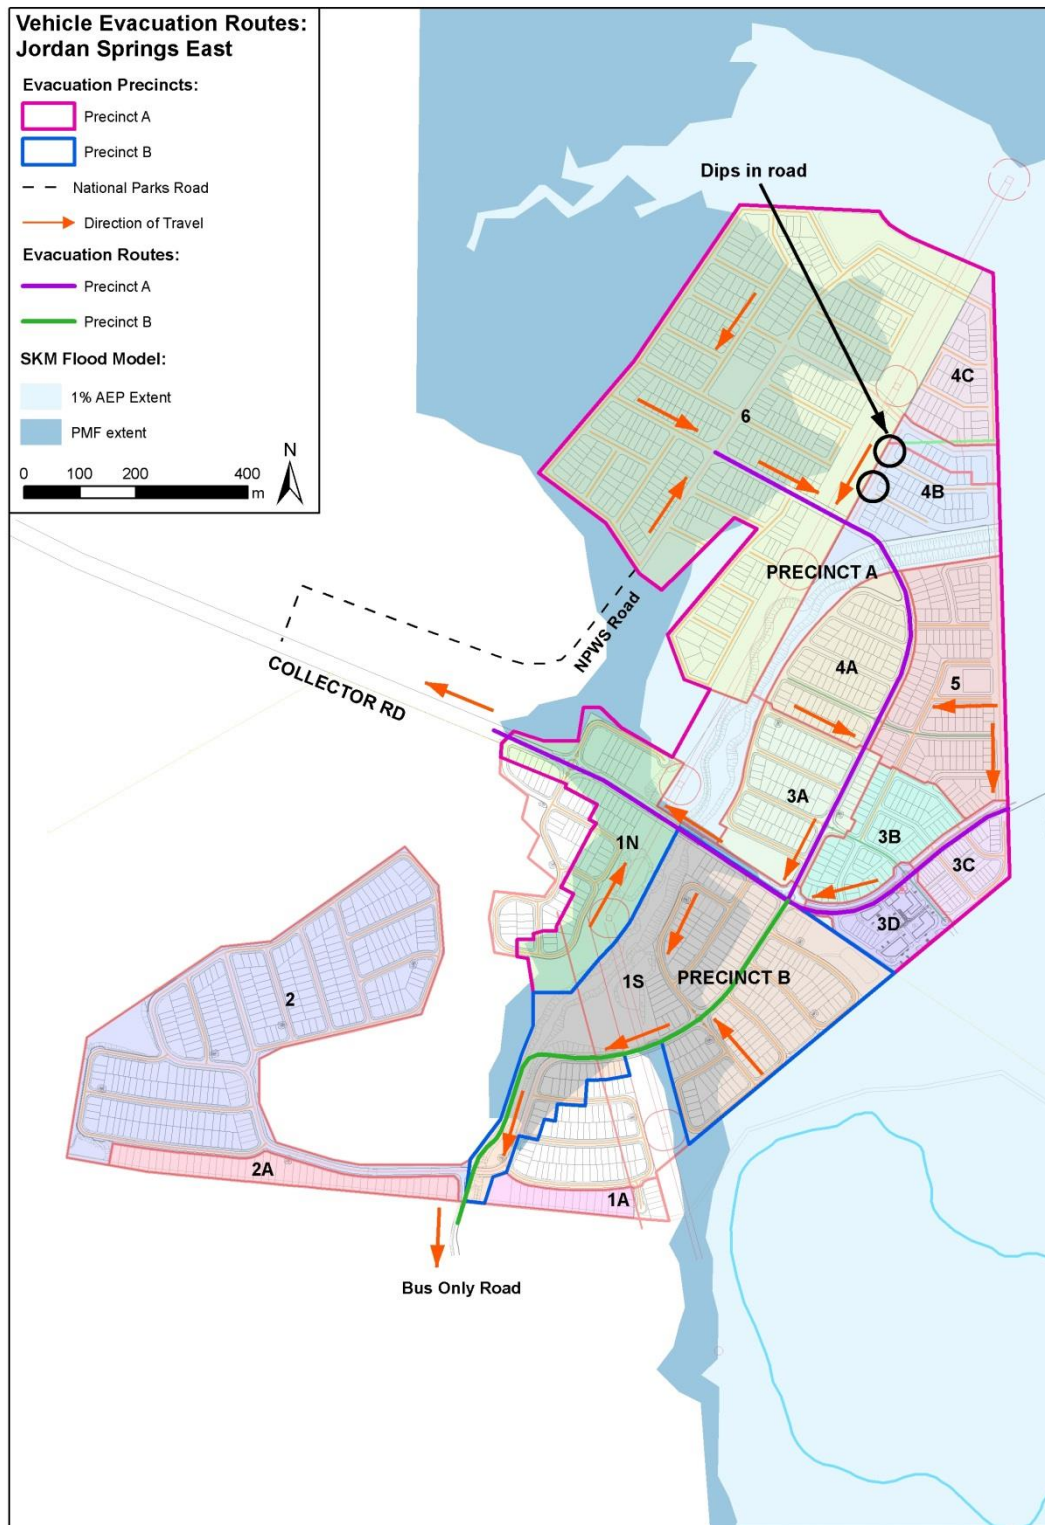 Vehicle Evacuation Routes:
Jordan Springs East
Evacuation Precincts:
Precinct A
Precinct B
National Parks Road
Direction of Travel
Evacuation Routes:
Precinct A
Precinct B
SKM Flood Model:
1% AEP Extent
PMF extent
N
0 100 200 400
m
Dips in road
4C
6
4B
PRECINCT A
NPWS Road
COLLECTOR RD
4A
5
3A
3B
3C
1N
3D
1S
PRECINCT B
2
2A
1A
Bus Only Road